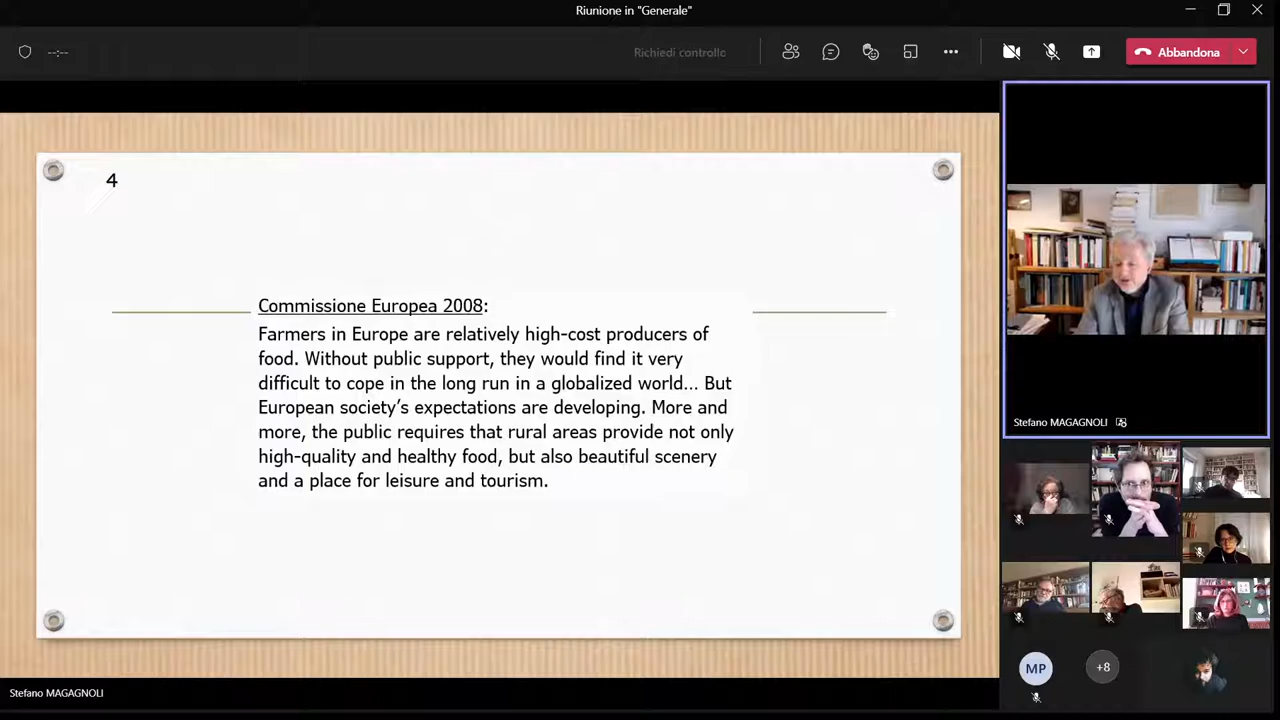 Riunione in "Generale"
--:--
Richiedi controllo
Abbandona
4
Commissione Europea 2008:
Farmers in Europe are relatively high-cost producers of
food. Without public support, they would find it very
difficult to cope in the long run in a globalized world... But
European society's expectations are developing. More and
more, the public requires that rural areas provide not only
high-quality and healthy food, but also beautiful scenery
and a place for leisure and tourism.
Stefano MAGAGNOLI
MP
+8
Stefano MAGAGNOLI